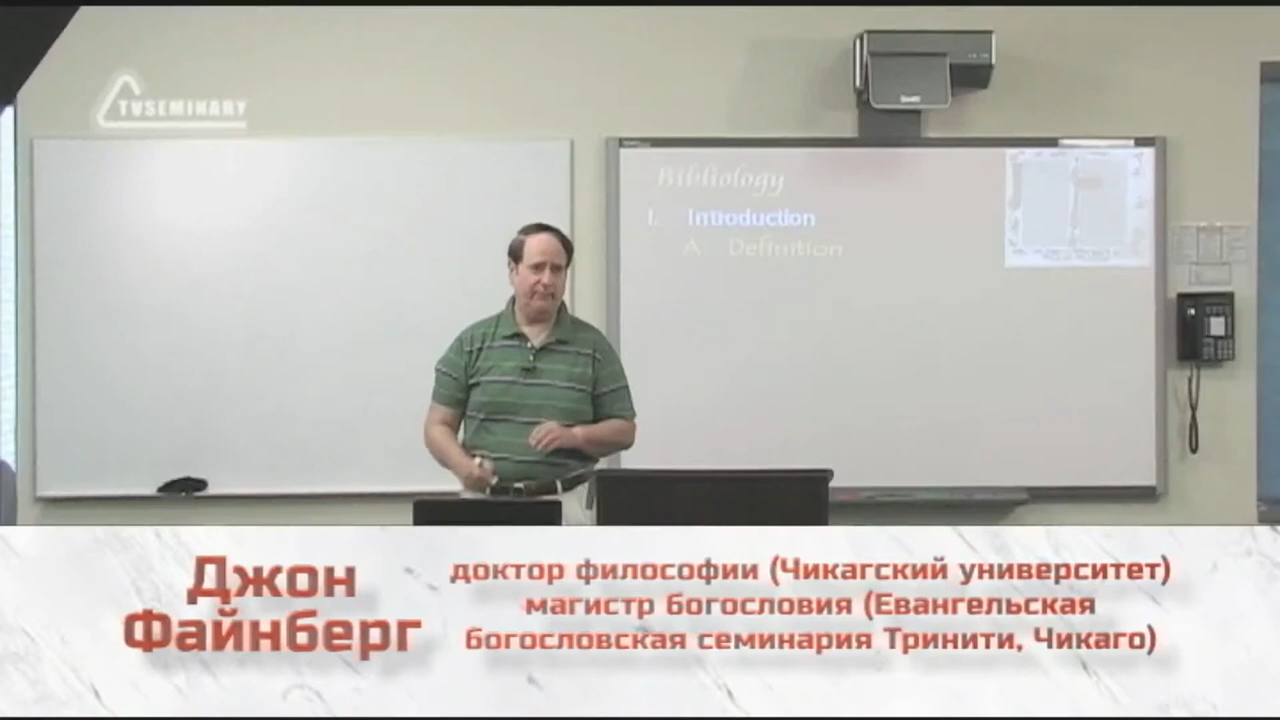 TVSEMINARY
Bibliology
I. Introduction
A Definition
Джон
Файнберг
доктор философии (Чикагский университет)
магистр богословия (Евангельская
богословская семинария Тринити, Чикаго)